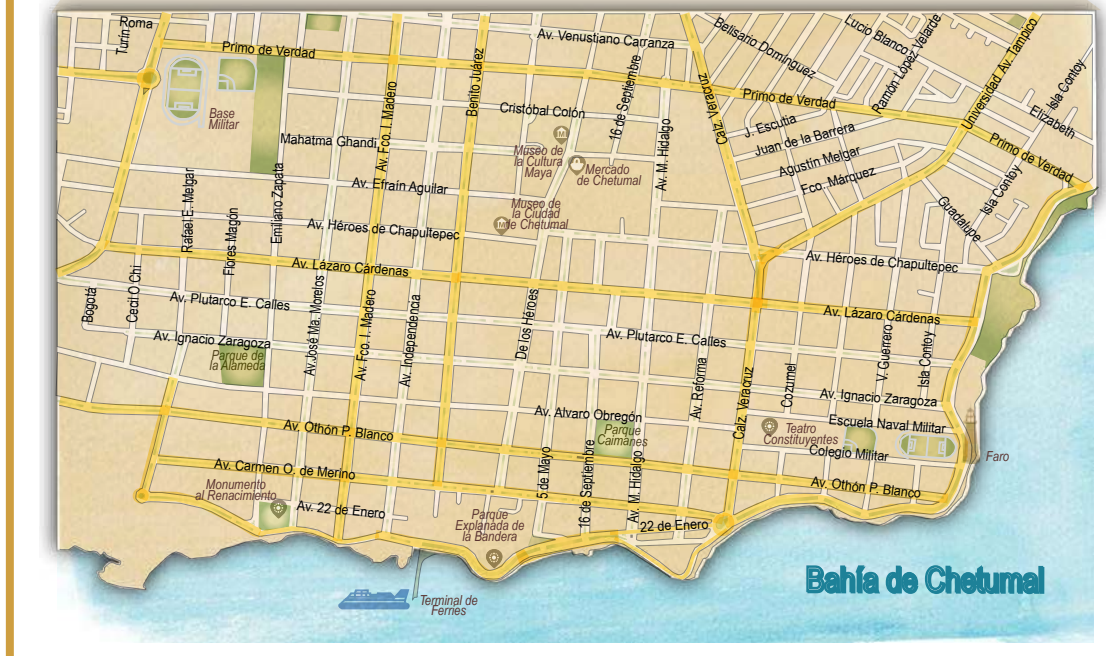 Roma
Turín
Primo de Verdad
Av. Venustiano Carranza
Belisario Domínguez
Lucio Blanco
Ramón López Velarde
Universidad
Av. Tampico
Isla Contoy
Elizabeth
Base
Militar
Av. Fco. I. Madero
Benito Juárez
Cristóbal Colón
16 de Septiembre
Calz. Veracruz
Primo de Verdad
J. Escutia
Juan de la Barrera
Agustín Melgar
Fco. Márquez
Primo de Verdad
Mahatma Ghandi
Museo de
la Cultura
Maya
Mercado
de Chetumal
Av. M. Hidalgo
Av. Efraín Aguilar
Rafael E. Melgar
Flores Magón
Emiliano Zapata
Museo de
la Ciudad
de Chetumal
Guadalupe
Isla Contoy
Av. Héroes de Chapultepec
Av. Héroes de Chapultepec
Av. Lázaro Cárdenas
Bogotá
Cecil O'Chi
Av. Plutarco E. Calles
Av. José Ma. Morelos
Av. Fco. I. Madero
Av. Independencia
De los Héroes
Av. Plutarco E. Calles
Av. Lázaro Cárdenas
Av. Ignacio Zaragoza
Parque de
la Alameda
Av. Reforma
Calz. Veracruz
Cozumel
V. Guerrero
Isla Contoy
Av. Ignacio Zaragoza
Av. Alvaro Obregón
Parque
Caimanes
Teatro
Constituyentes
Escuela Naval Militar
Colegio Militar
Faro
Av. Othón P. Blanco
Av. Carmen O. de Merino
5 de Mayo
16 de Septiembre
Av. M. Hidalgo
Av. Othón P. Blanco
Monumento
al Renacimiento
Av. 22 de Enero
Parque
Explanada de
la Bandera
22 de Enero
Bahía de Chetumal
Terminal de
Ferries